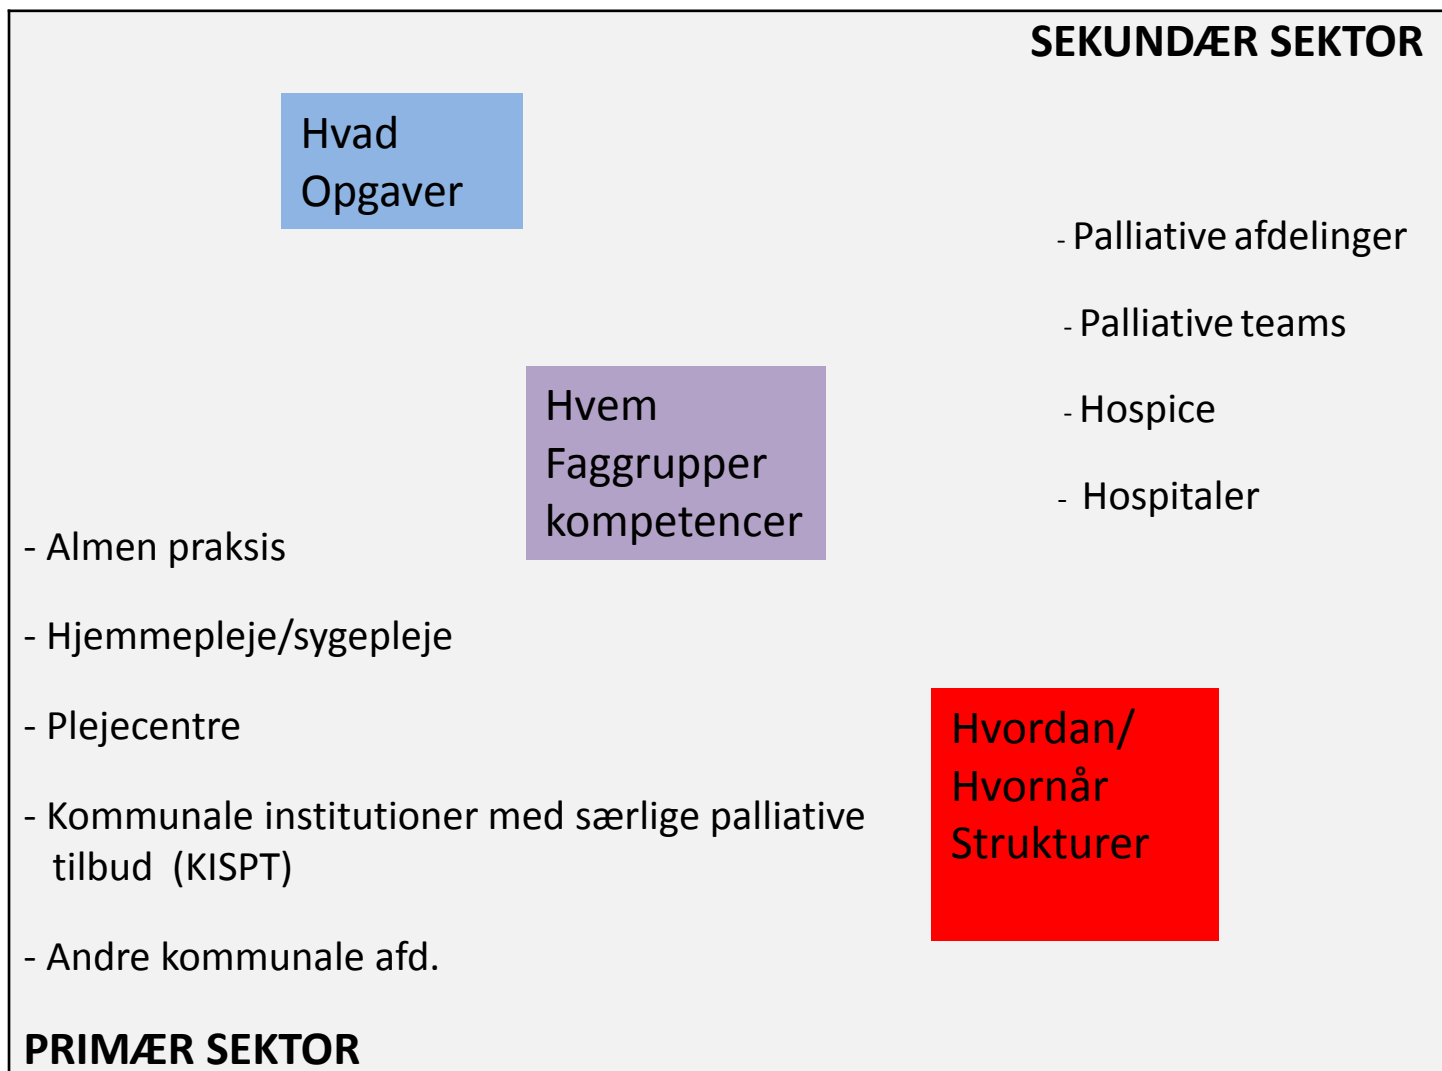 SEKUNDÆR SEKTOR
Hvad
Opgaver
- Palliative afdelinger
- Palliative teams
- Hospice
- Hospitaler
Hvem
Faggrupper
kompetencer
- Almen praksis
- Hjemmepleje/sygepleje
- Plejecentre
- Kommunale institutioner med særlige palliative
tilbud (KISPT)
- Andre kommunale afd.
Hvordan/
Hvornår
Strukturer
PRIMÆR SEKTOR